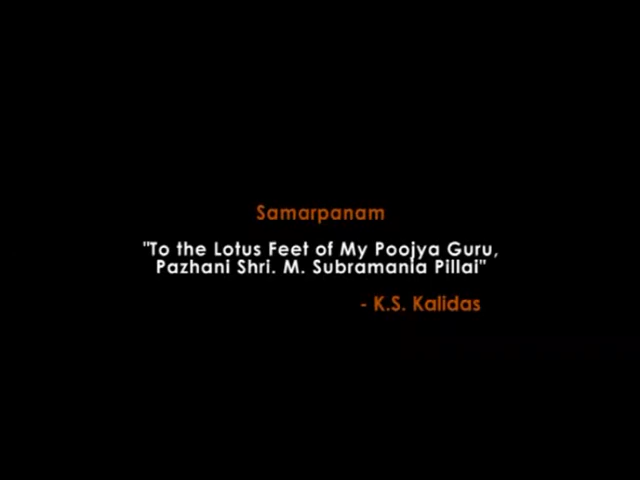 Samarpanam
"To the Lotus Feet of My Poojya Guru,
Pazhani Shri. M. Subramania Pillai"
- K.S. Kalidas